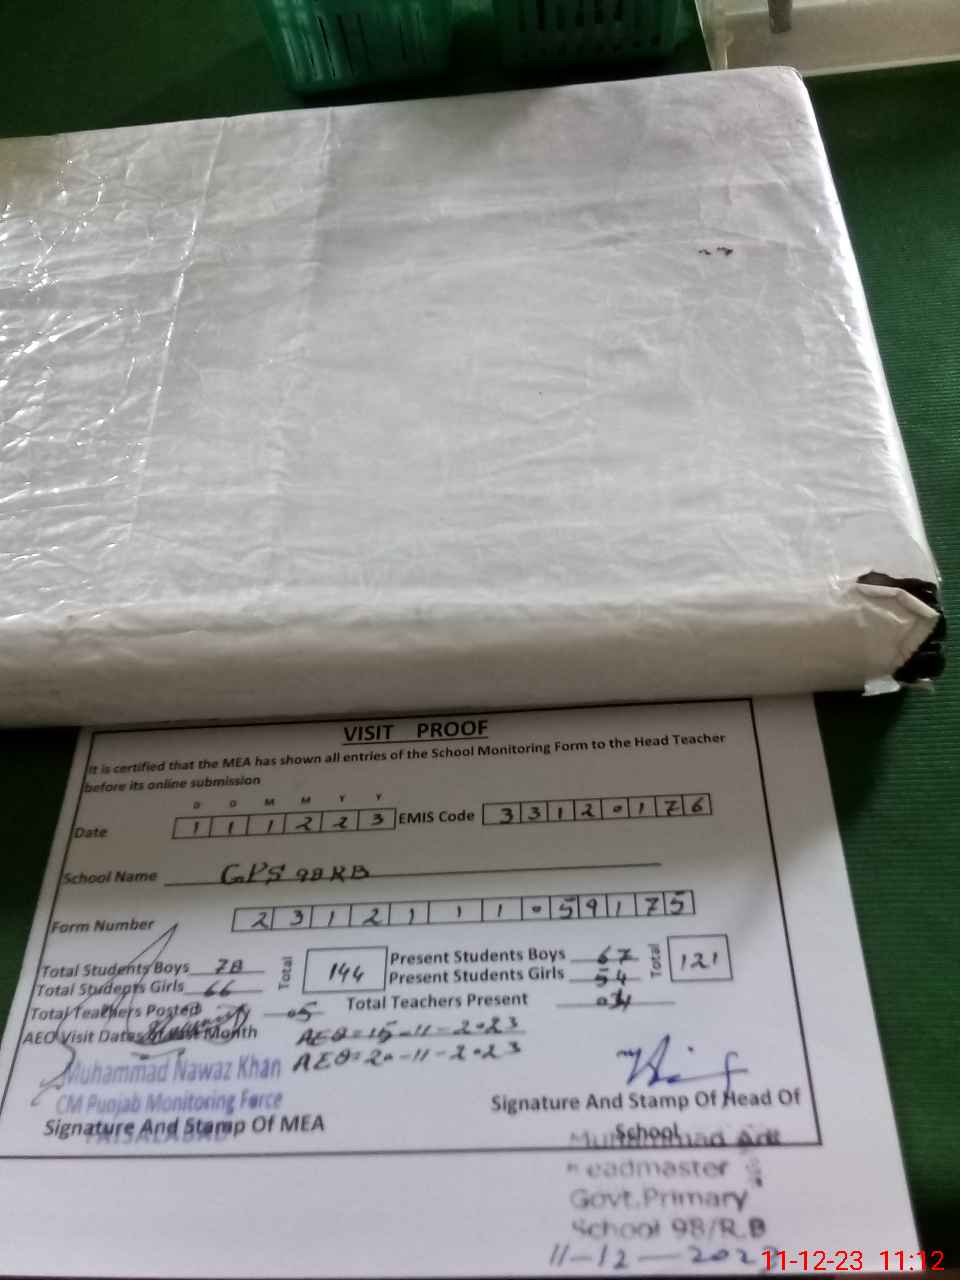 VISIT PROOF
It is certified that the MEA has shown all entries of the School Monitoring Form to the Head Teacher
before its online submission
D D M M Y Y
Date 1 1 1 2 2 3 EMIS Code 3 3 1 2 0 1 7 6
School Name GPS 98 RB
Form Number 2 3 1 2 1 1 1 0 5 9 1 7 5
Total Students Boys 78 Total 144 Present Students Boys 67 Total 121
Total Students Girls 66 Present Students Girls 54
Total Teachers Posted 05 Total Teachers Present 04
AEO Visit Dates of Last Month AEO = 15-11-2023
AEO = 20-11-2023
Muhammad Nawaz Khan
CM Punjab Monitoring Force
FAISALABAD
Signature And Stamp Of MEA
Signature And Stamp Of Head Of
School
Muhammad
Headmaster
Govt.Primary
School 98/R.B
11-12-2023
11-12-23 11:12